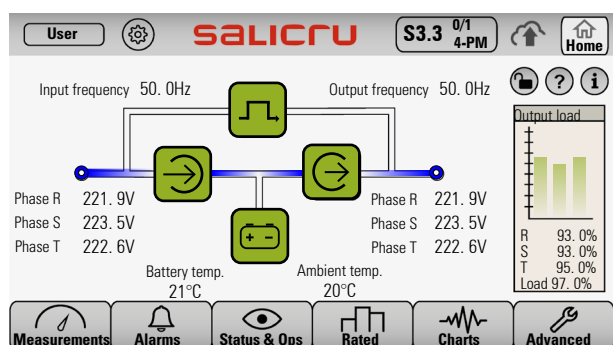 User
SALICRU
S3.3 0/1
4-PM
Home
Input frequency 50.0Hz
Output frequency 50.0Hz
?
i
Output load
Phase R 221.9V
Phase S 223.5V
Phase T 222.6V
Phase R 221.9V
Phase S 223.5V
Phase T 222.6V
+ -
R 93.0%
S 93.0%
T 95.0%
Load 97.0%
Battery temp.
21°C
Ambient temp.
20°C
Measurements
Alarms
Status & Ops
Rated
Charts
Advanced